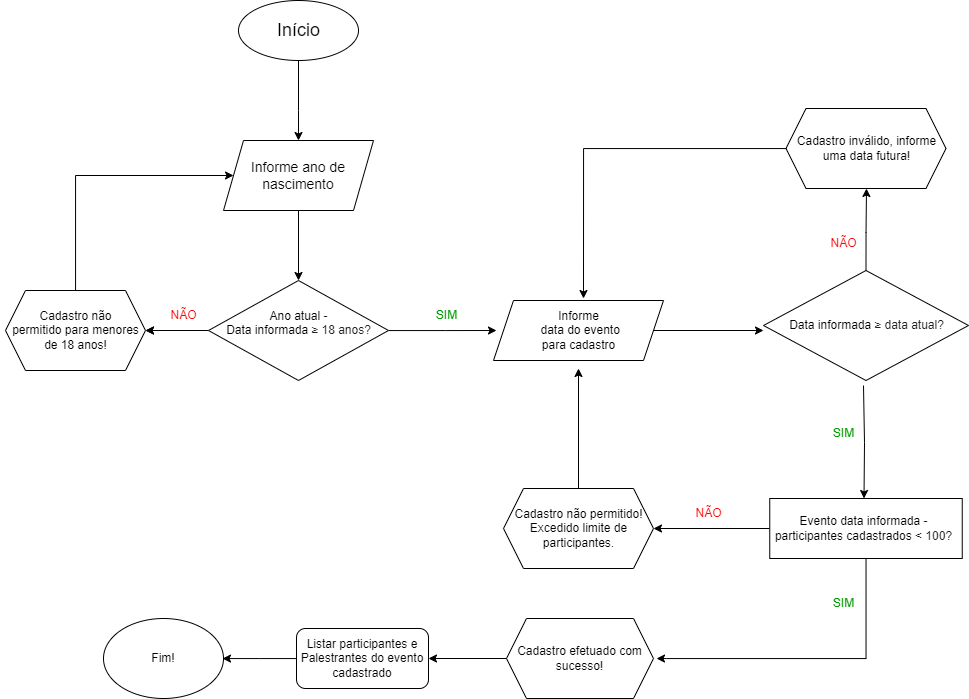 Início
Informe ano de
nascimento
Cadastro inválido, informe
uma data futura!
NÃO
Cadastro não
permitido para menores
de 18 anos!
NÃO
Ano atual -
Data informada ≥ 18 anos?
SIM
Informe
data do evento
para cadastro
Data informada ≥ data atual?
SIM
Cadastro não permitido!
Excedido limite de
participantes.
NÃO
Evento data informada -
participantes cadastrados < 100?
SIM
Fim!
Listar participantes e
Palestrantes do evento
cadastrado
Cadastro efetuado com
sucesso!